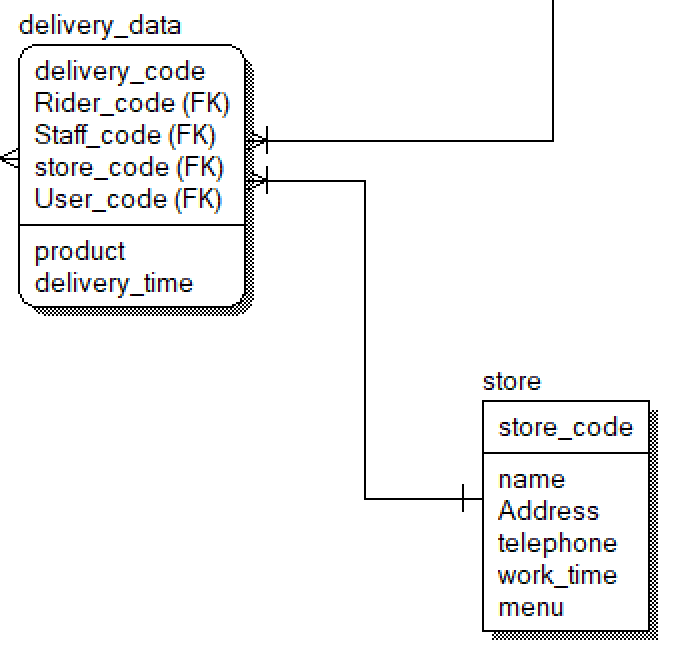 delivery_data
delivery_code
Rider_code (FK)
Staff_code (FK)
store_code (FK)
User_code (FK)
product
delivery_time
store
store_code
name
Address
telephone
work_time
menu